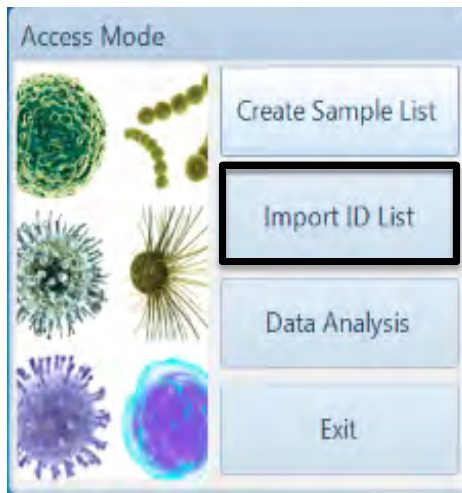 Access Mode
Create Sample List
Import ID List
Data Analysis
Exit